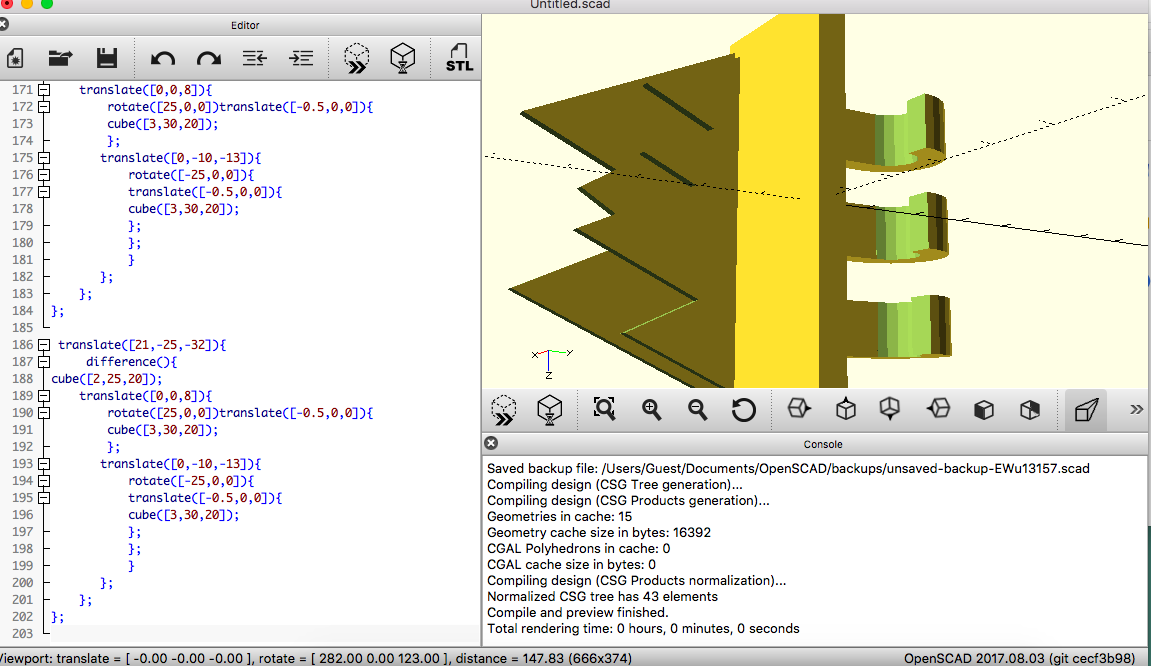 Untitled.scad
Editor
STL
171 translate([0,0,8]){
172 rotate([25,0,0])translate([-0.5,0,0]){
173 cube([3,30,20]);
174 };
175 translate([0,-10,-13]){
176 rotate([-25,0,0]){
177 translate([-0.5,0,0]){
178 cube([3,30,20]);
179 };
180 };
181 }
182 };
183 };
184 };
185
186 translate([21,-25,-32]){
187 difference(){
188 cube([2,25,20]);
189 translate([0,0,8]){
190 rotate([25,0,0])translate([-0.5,0,0]){
191 cube([3,30,20]);
192 };
193 translate([0,-10,-13]){
194 rotate([-25,0,0]){
195 translate([-0.5,0,0]){
196 cube([3,30,20]);
197 };
198 };
199 }
200 };
201 };
202 };
203
x y
z
Console
Saved backup file: /Users/Guest/Documents/OpenSCAD/backups/unsaved-backup-EWu13157.scad
Compiling design (CSG Tree generation)...
Compiling design (CSG Products generation)...
Geometries in cache: 15
Geometry cache size in bytes: 16392
CGAL Polyhedrons in cache: 0
CGAL cache size in bytes: 0
Compiling design (CSG Products normalization)...
Normalized CSG tree has 43 elements
Compile and preview finished.
Total rendering time: 0 hours, 0 minutes, 0 seconds
Viewport: translate = [ -0.00 -0.00 -0.00 ], rotate = [ 282.00 0.00 123.00 ], distance = 147.83 (666x374)
OpenSCAD 2017.08.03 (git cecf3b98)